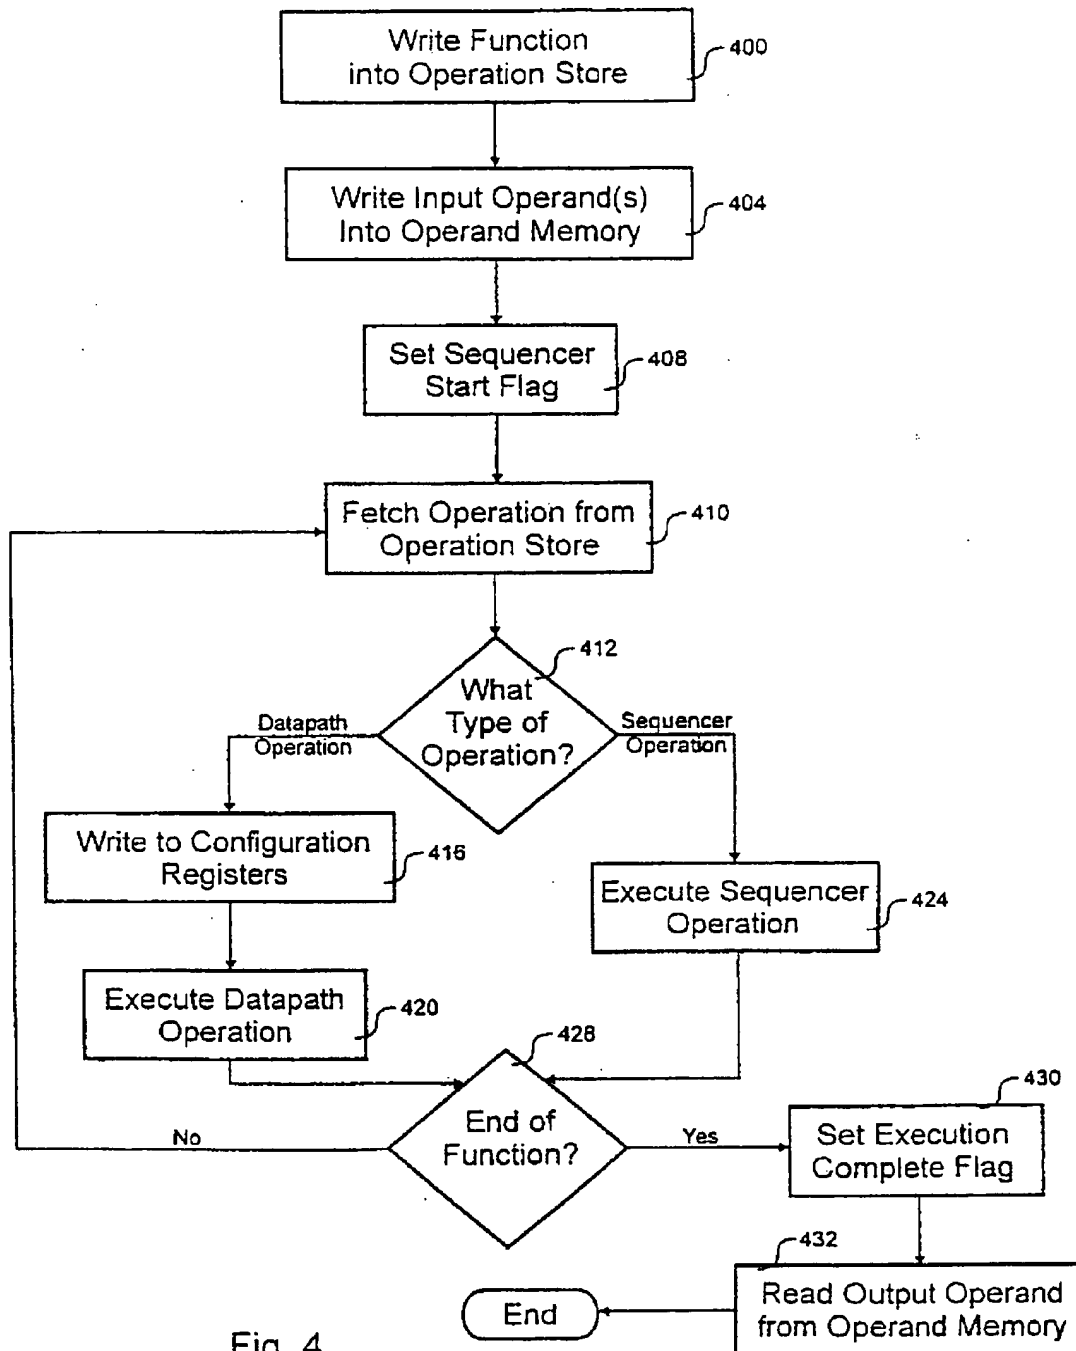 Write Function
into Operation Store
400
Write Input Operand(s)
Into Operand Memory
404
Set Sequencer
Start Flag
408
Fetch Operation from
Operation Store
410
412
What
Type of
Operation?
Datapath
Operation
Sequencer
Operation
Write to Configuration
Registers
416
Execute Sequencer
Operation
424
Execute Datapath
Operation
420
428
End of
Function?
No
Yes
430
Set Execution
Complete Flag
432
Read Output Operand
from Operand Memory
End
Fig. 4